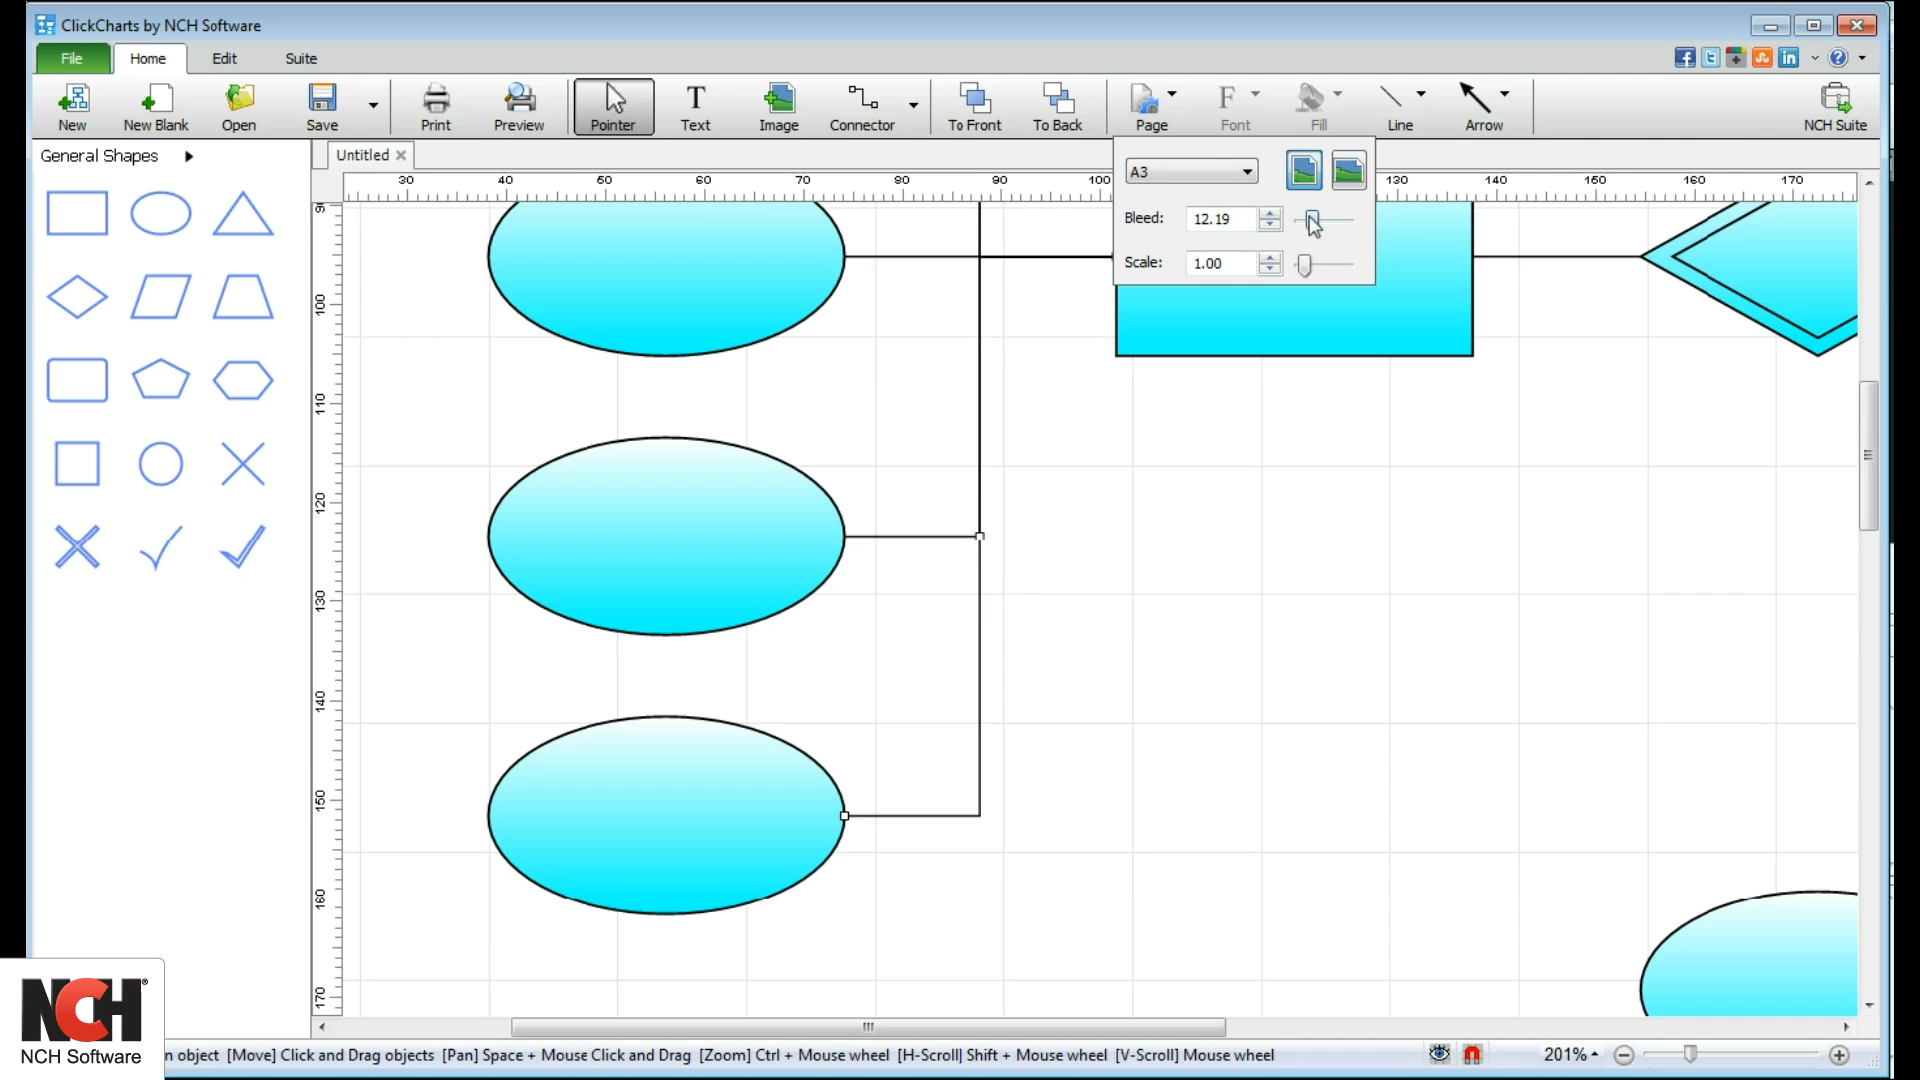 ClickCharts by NCH Software
File Home Edit Suite
New New Blank Open Save Print Preview Pointer Text Image Connector To Front To Back Page Font Fill Line Arrow NCH Suite
General Shapes
Untitled
A3
Bleed: 12.19
Scale: 1.00
30 40 50 60 70 80 90 100 130 140 150 160 170
100
110
120
130
140
150
160
170
NCH®
NCH Software
n object [Move] Click and Drag objects [Pan] Space + Mouse Click and Drag [Zoom] Ctrl + Mouse wheel [H-Scroll] Shift + Mouse wheel [V-Scroll] Mouse wheel
201%